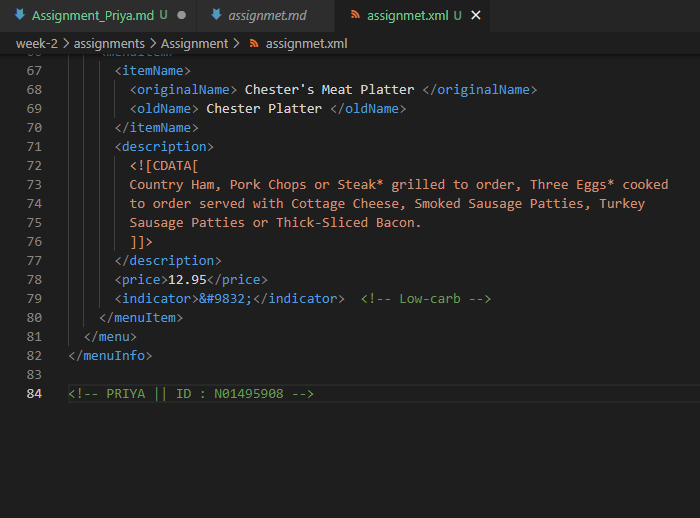 Assignment_Priya.md U
assignmet.md
assignmet.xml U
week-2 > assignments > Assignment > assignmet.xml
66 <menuItem>
67 <itemName>
68 <originalName> Chester's Meat Platter </originalName>
69 <oldName> Chester Platter </oldName>
70 </itemName>
71 <description>
72 <![CDATA[
73 Country Ham, Pork Chops or Steak* grilled to order, Three Eggs* cooked
74 to order served with Cottage Cheese, Smoked Sausage Patties, Turkey
75 Sausage Patties or Thick-Sliced Bacon.
76 ]]>
77 </description>
78 <price>12.95</price>
79 <indicator>&#9832;</indicator> <!-- Low-carb -->
80 </menuItem>
81 </menu>
82 </menuInfo>
83
84 <!-- PRIYA || ID : N01495908 -->